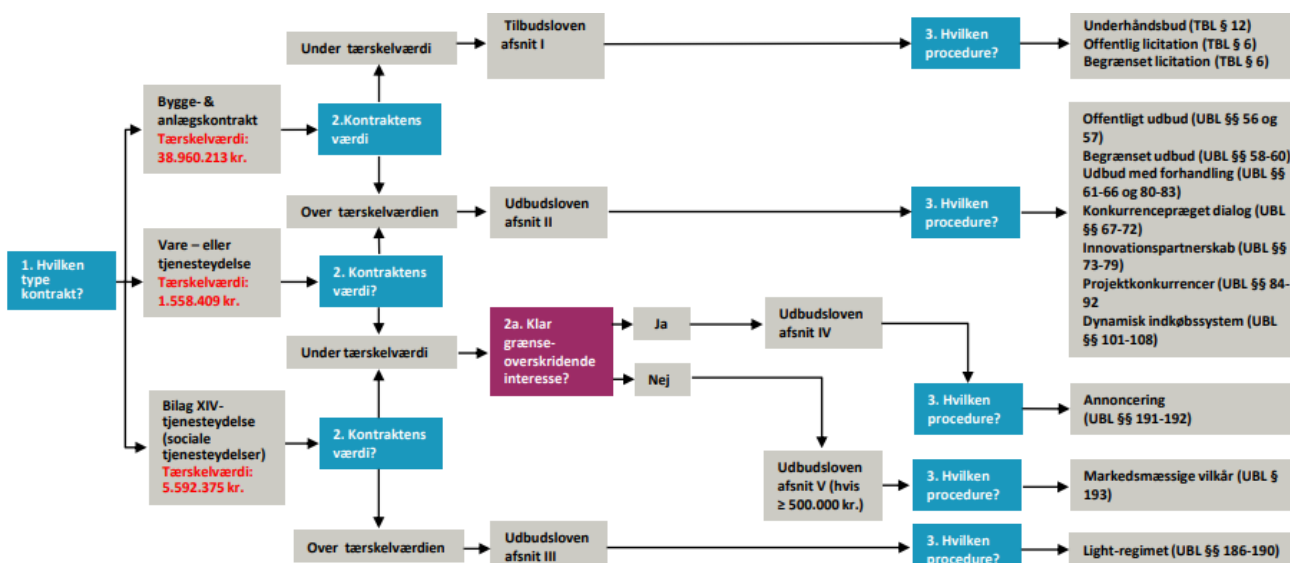 1. Hvilken
type
kontrakt?
Bygge- &
anlægskontrakt
Tærskelværdi:
38.960.213 kr.
2.Kontraktens
værdi
Under tærskelværdi
Tilbudsloven
afsnit I
3. Hvilken
procedure?
Underhåndsbud (TBL § 12)
Offentlig licitation (TBL § 6)
Begrænset licitation (TBL § 6)
Over tærskelværdien
Udbudsloven
afsnit II
3. Hvilken
procedure?
Offentligt udbud (UBL §§ 56 og
57)
Begrænset udbud (UBL §§ 58-60)
Udbud med forhandling (UBL §§
61-66 og 80-83)
Konkurrencepræget dialog (UBL
§§ 67-72)
Innovationspartnerskab (UBL §§
73-79)
Projektkonkurrencer (UBL §§ 84-
92
Dynamisk indkøbssystem (UBL
§§ 101-108)
Vare – eller
tjenesteydelse
Tærskelværdi:
1.558.409 kr.
2. Kontraktens
værdi?
Under tærskelværdi
2a. Klar
grænse-
overskridende
interesse?
Ja
Udbudsloven
afsnit IV
3. Hvilken
procedure?
Annoncering
(UBL §§ 191-192)
Nej
Udbudsloven
afsnit V (hvis
≥ 500.000 kr.)
3. Hvilken
procedure?
Markedsmæssige vilkår (UBL §
193)
Bilag XIV-
tjenesteydelse
(sociale
tjenesteydelser)
Tærskelværdi:
5.592.375 kr.
2. Kontraktens
værdi?
Over tærskelværdien
Udbudsloven
afsnit III
3. Hvilken
procedure?
Light-regimet (UBL §§ 186-190)